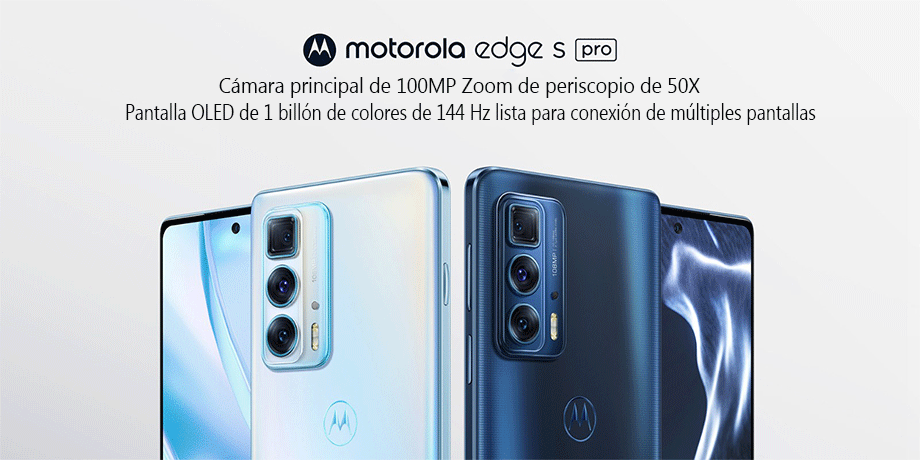 motorola edge s pro
Cámara principal de 100MP Zoom de periscopio de 50X
Pantalla OLED de 1 billón de colores de 144 Hz lista para conexión de múltiples pantallas
108MP